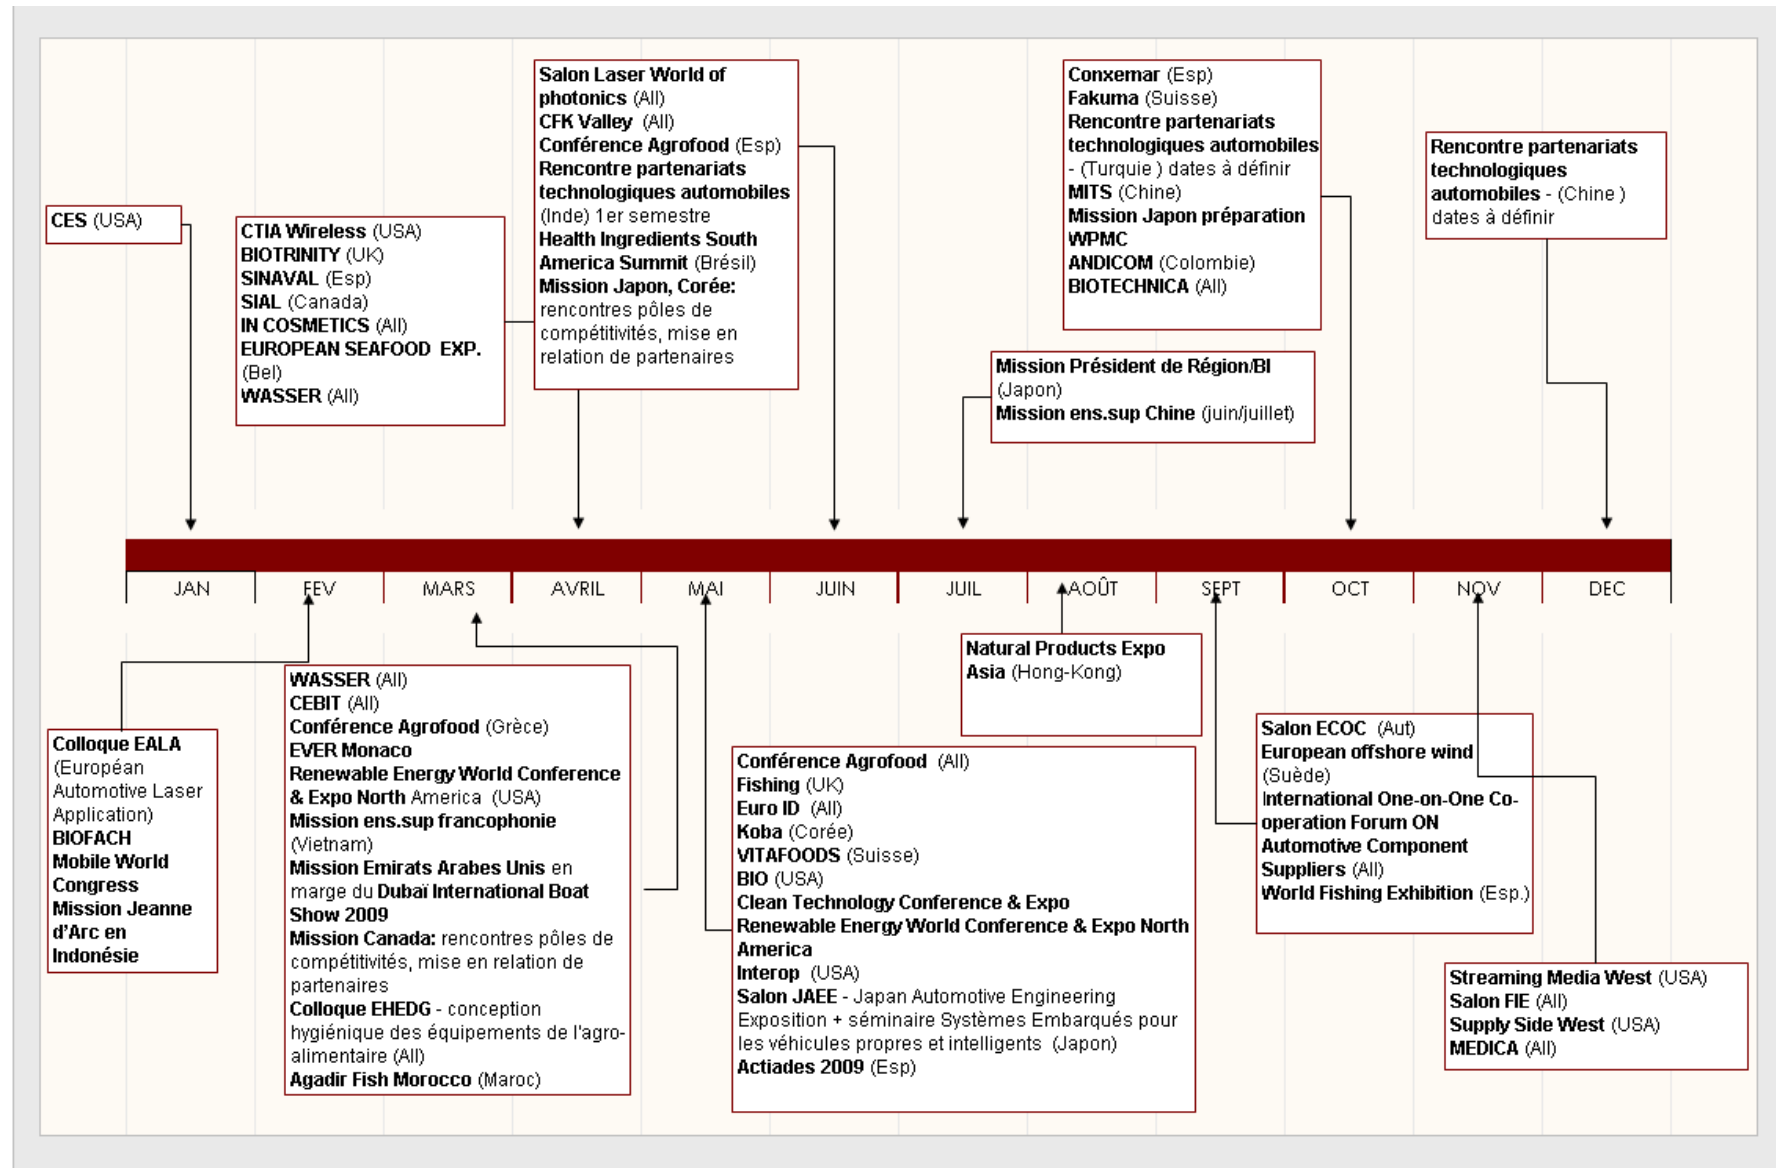 CES (USA)
CTIA Wireless (USA)
BIOTRINITY (UK)
SINAVAL (Esp)
SIAL (Canada)
IN COSMETICS (All)
EUROPEAN SEAFOOD EXP.
(Bel)
WASSER (All)
Salon Laser World of
photonics (All)
CFK Valley (All)
Conférence Agrofood (Esp)
Rencontre partenariats
technologiques automobiles
(Inde) 1er semestre
Health Ingredients South
America Summit (Brésil)
Mission Japon, Corée:
rencontres pôles de
compétitivités, mise en
relation de partenaires
Conxemar (Esp)
Fakuma (Suisse)
Rencontre partenariats
technologiques automobiles
- (Turquie ) dates à définir
MITS (Chine)
Mission Japon préparation
WPMC
ANDICOM (Colombie)
BIOTECHNICA (All)
Mission Président de Région/BI
(Japon)
Mission ens.sup Chine (juin/juillet)
Rencontre partenariats
technologiques
automobiles - (Chine )
dates à définir
JAN FEV MARS AVRIL MAI JUIN JUIL AOÛT SEPT OCT NOV DEC
Colloque EALA
(Européan
Automotive Laser
Application)
BIOFACH
Mobile World
Congress
Mission Jeanne
d'Arc en
Indonésie
WASSER (All)
CEBIT (All)
Conférence Agrofood (Grèce)
EVER Monaco
Renewable Energy World Conference
& Expo North America (USA)
Mission ens.sup francophonie
(Vietnam)
Mission Emirats Arabes Unis en
marge du Dubaï International Boat
Show 2009
Mission Canada: rencontres pôles de
compétitivités, mise en relation de
partenaires
Colloque EHEDG - conception
hygiénique des équipements de l'agro-
alimentaire (All)
Agadir Fish Morocco (Maroc)
Conférence Agrofood (All)
Fishing (UK)
Euro ID (All)
Koba (Corée)
VITAFOODS (Suisse)
BIO (USA)
Clean Technology Conference & Expo
Renewable Energy World Conference & Expo North
America
Interop (USA)
Salon JAEE - Japan Automotive Engineering
Exposition + séminaire Systèmes Embarqués pour
les véhicules propres et intelligents (Japon)
Actiades 2009 (Esp)
Natural Products Expo
Asia (Hong-Kong)
Salon ECOC (Aut)
European offshore wind
(Suède)
International One-on-One Co-
operation Forum ON
Automotive Component
Suppliers (All)
World Fishing Exhibition (Esp.)
Streaming Media West (USA)
Salon FIE (All)
Supply Side West (USA)
MEDICA (All)